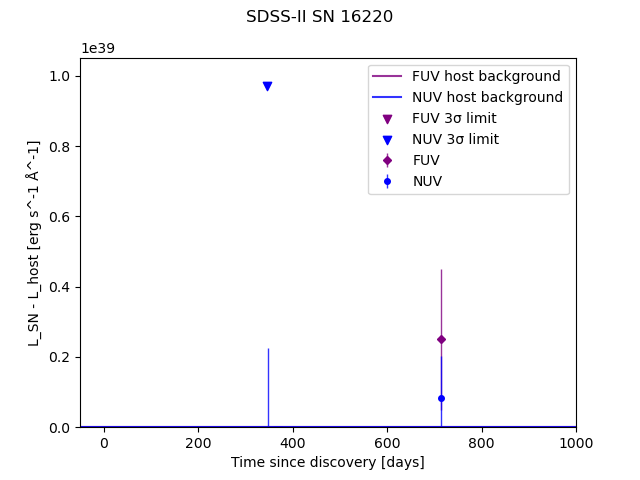 SDSS-II SN 16220
1e39
1.0
0.8
0.6
0.4
0.2
0.0
L_SN - L_host [erg s^-1 Å^-1]
FUV host background
NUV host background
FUV 3σ limit
NUV 3σ limit
FUV
NUV
0 200 400 600 800 1000
Time since discovery [days]